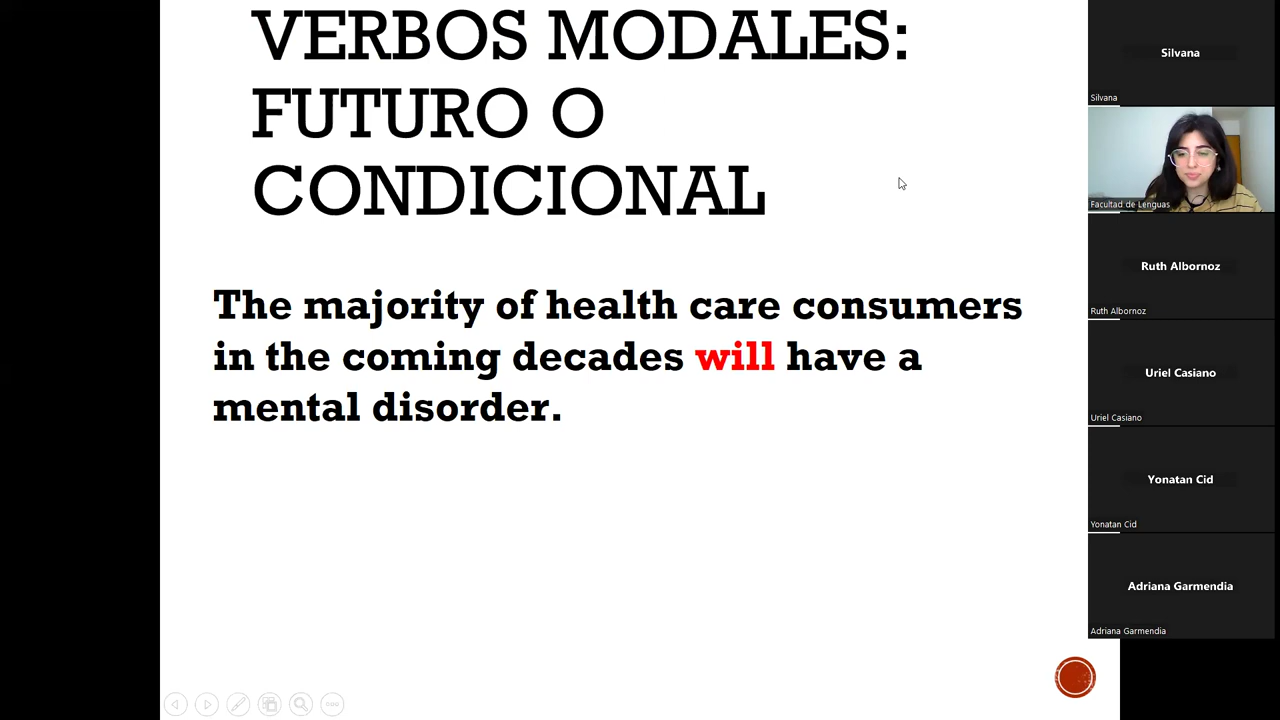 VERBOS MODALES:
FUTURO O
CONDICIONAL
The majority of health care consumers
in the coming decades will have a
mental disorder.
Silvana
Silvana
Facultad de Lenguas
Ruth Albornoz
Ruth Albornoz
Uriel Casiano
Uriel Casiano
Yonatan Cid
Yonatan Cid
Adriana Garmendia
Adriana Garmendia